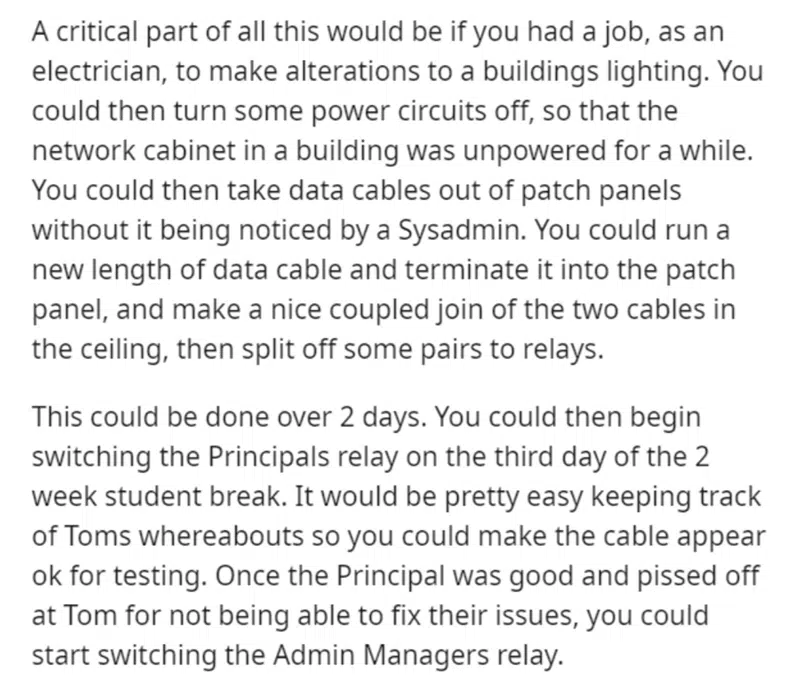 A critical part of all this would be if you had a job, as an
electrician, to make alterations to a buildings lighting. You
could then turn some power circuits off, so that the
network cabinet in a building was unpowered for a while.
You could then take data cables out of patch panels
without it being noticed by a Sysadmin. You could run a
new length of data cable and terminate it into the patch
panel, and make a nice coupled join of the two cables in
the ceiling, then split off some pairs to relays.
This could be done over 2 days. You could then begin
switching the Principals relay on the third day of the 2
week student break. It would be pretty easy keeping track
of Toms whereabouts so you could make the cable appear
ok for testing. Once the Principal was good and pissed off
at Tom for not being able to fix their issues, you could
start switching the Admin Managers relay.